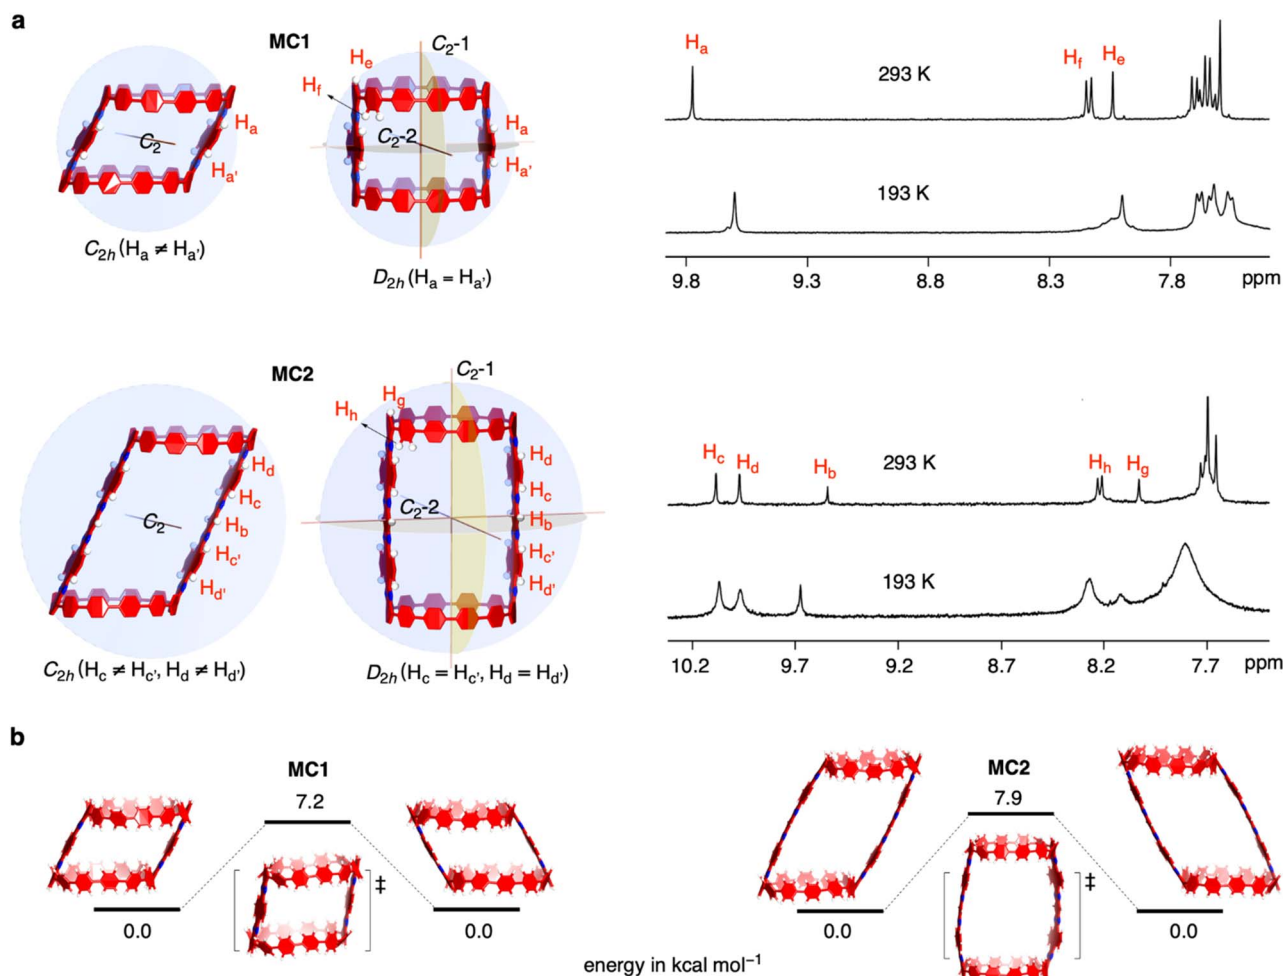 a
MC1
C2-1
He
Hf
Ha
C2
C2-2
Ha
Ha'
Ha'
C2h (Ha ≠ Ha')
D2h (Ha = Ha')
Ha
Hf
He
293 K
193 K
9.8 9.3 8.8 8.3 7.8 ppm
MC2
C2-1
Hg
Hh
Hd
Hd
Hc
Hc
C2
C2-2
Hb
Hb
Hc'
Hc'
Hd'
Hd'
C2h (Hc ≠ Hc', Hd ≠ Hd')
D2h (Hc = Hc', Hd = Hd')
Hc
Hd
Hb
293 K
Hh
Hg
193 K
10.2 9.7 9.2 8.7 8.2 7.7 ppm
b
MC1
7.2
‡
0.0
0.0
MC2
7.9
‡
0.0
0.0
energy in kcal mol⁻¹